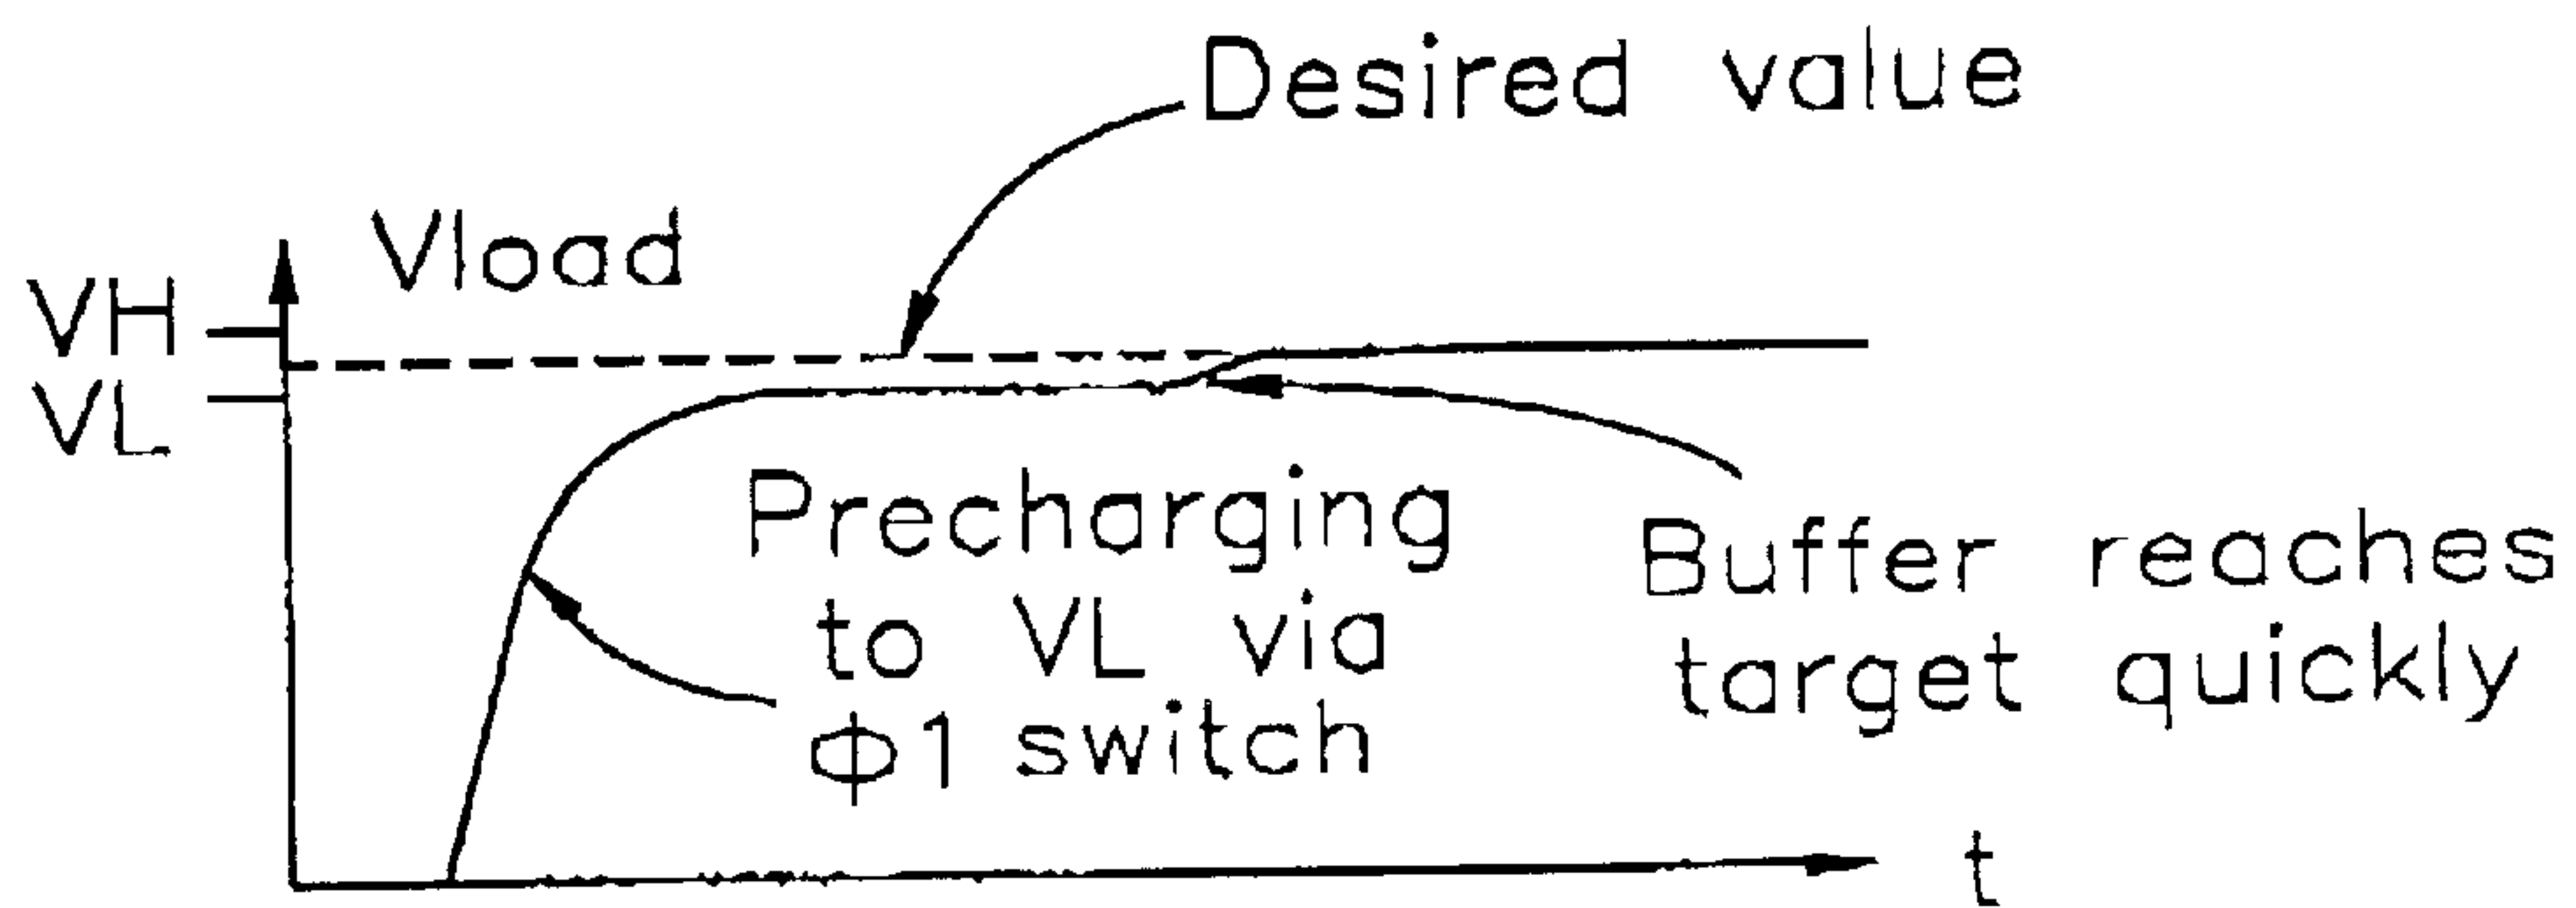 Desired value
Vload
VH
VL
Precharging
to VL via
Φ1 switch
Buffer reaches
target quickly
t